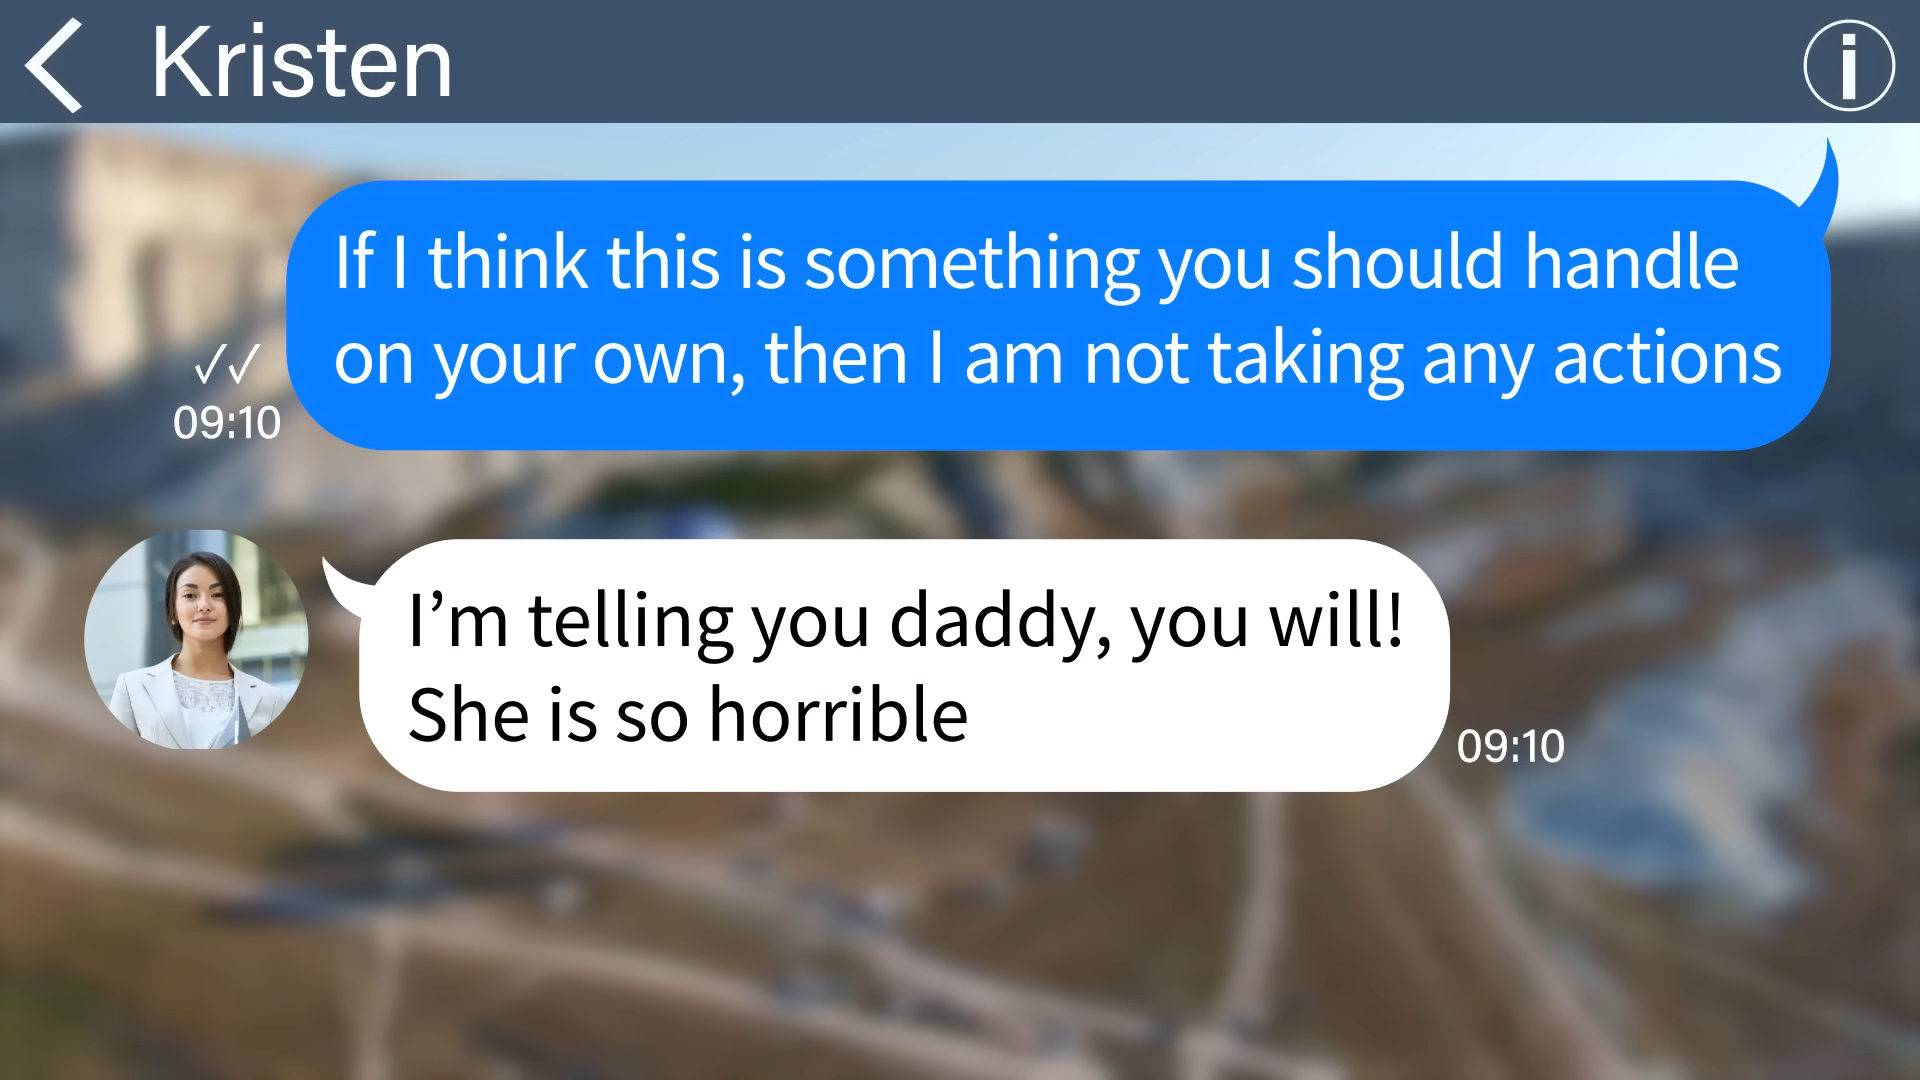 Kristen
If I think this is something you should handle
on your own, then I am not taking any actions
✓✓
09:10
I’m telling you daddy, you will!
She is so horrible
09:10